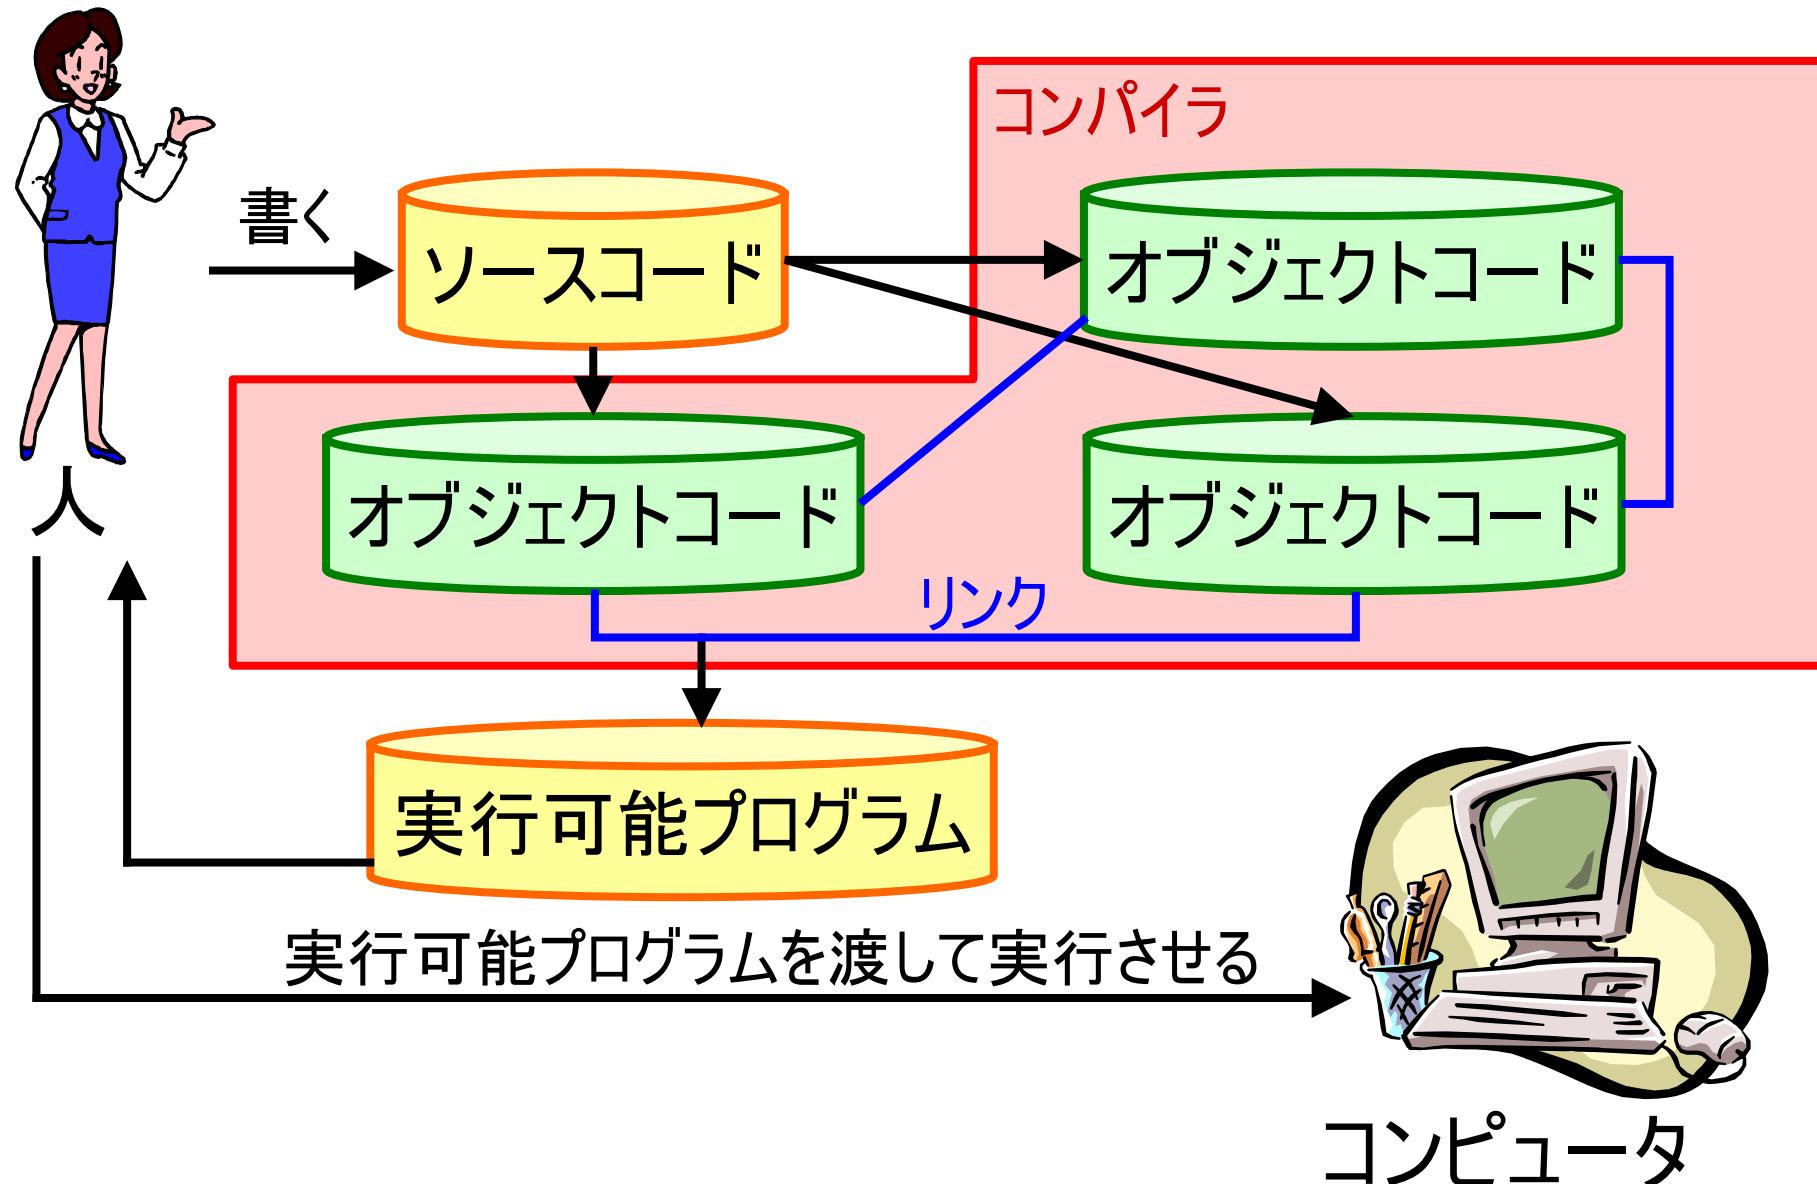 コンパイラ
書く
ソースコード
オブジェクトコード
オブジェクトコード
オブジェクトコード
人
リンク
実行可能プログラム
実行可能プログラムを渡して実行させる
コンピュータ